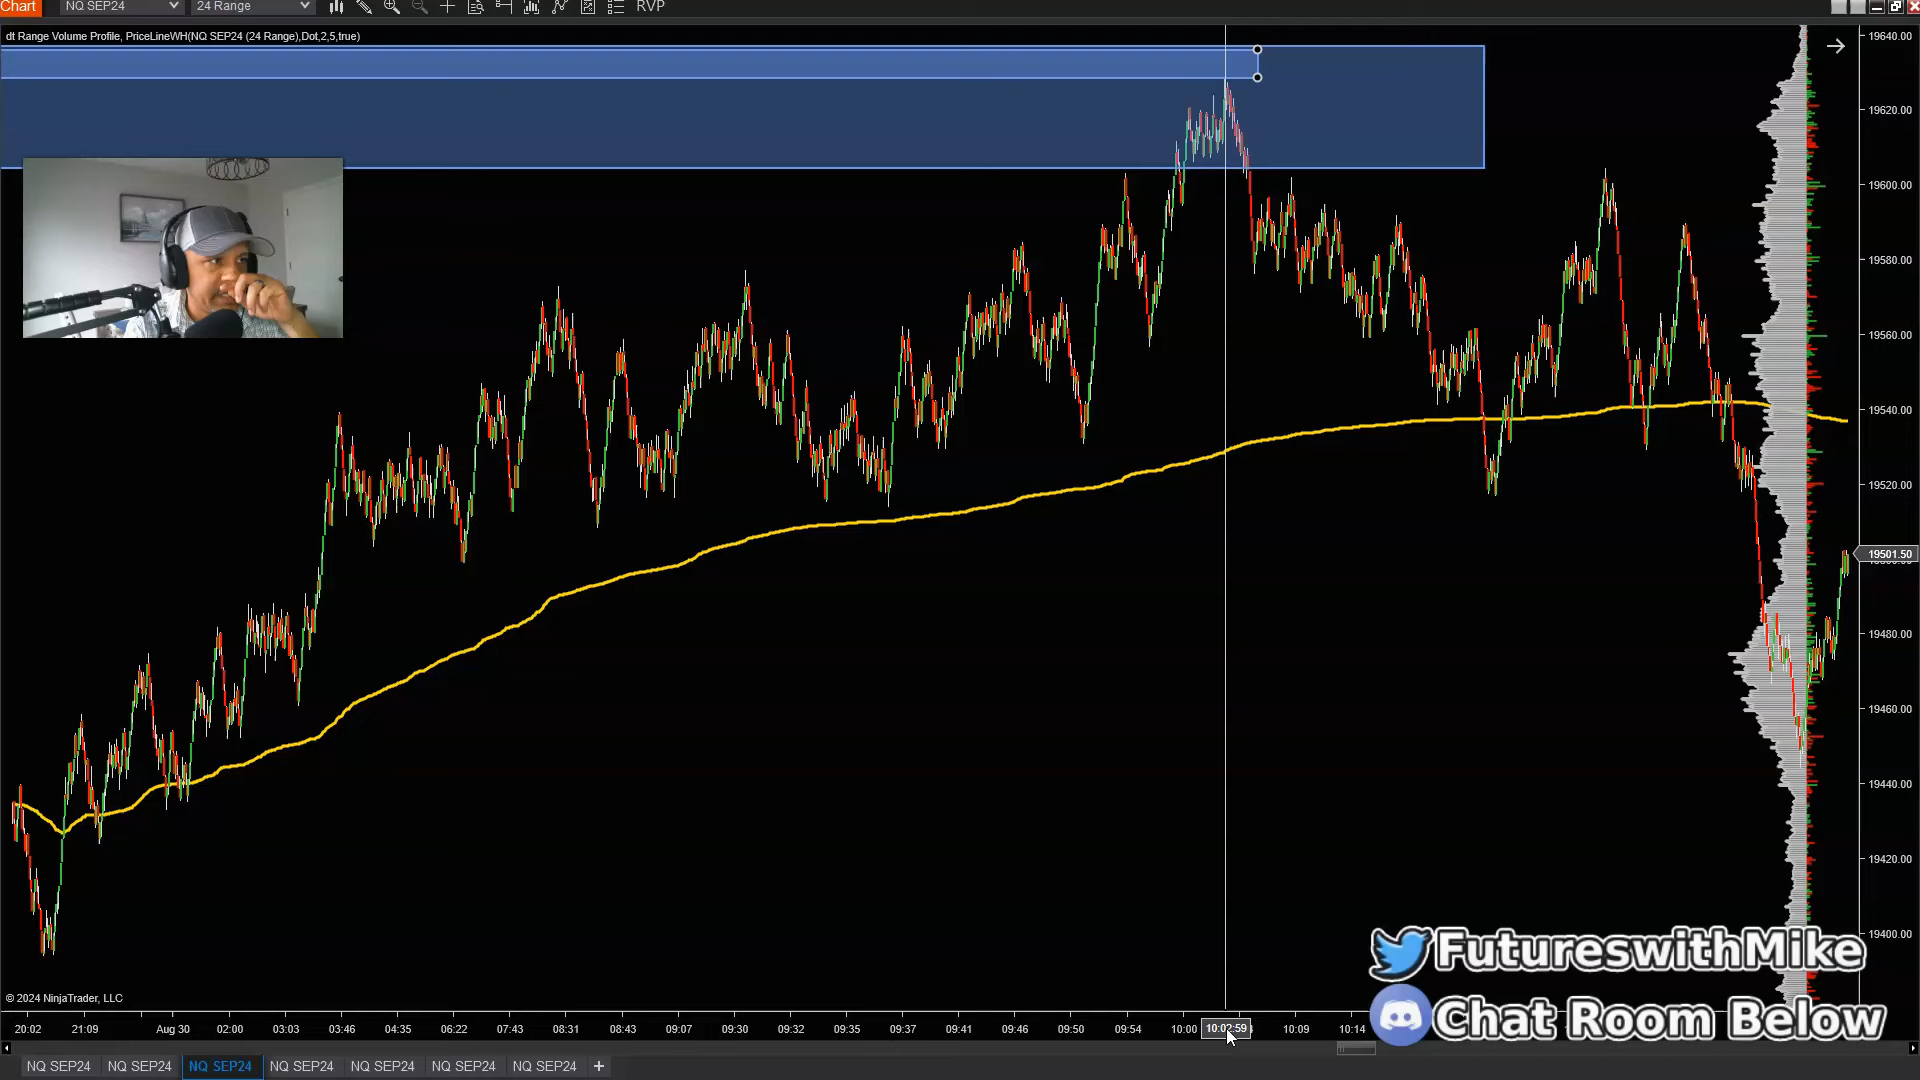 Chart NQ SEP24 24 Range RVP
dt Range Volume Profile, PriceLineWH(NQ SEP24 (24 Range),Dot,2,5,true)
19640.00
19620.00
19600.00
19580.00
19560.00
19540.00
19520.00
19501.50
19480.00
19460.00
19440.00
19420.00
19400.00
FutureswithMike
Chat Room Below
© 2024 NinjaTrader, LLC
20:02 21:09 Aug 30 02:00 03:03 03:46 04:35 06:22 07:43 08:31 08:43 09:07 09:30 09:32 09:35 09:37 09:41 09:46 09:50 09:54 10:00 10:02:59 10:09 10:14
NQ SEP24 NQ SEP24 NQ SEP24 NQ SEP24 NQ SEP24 NQ SEP24 NQ SEP24 +